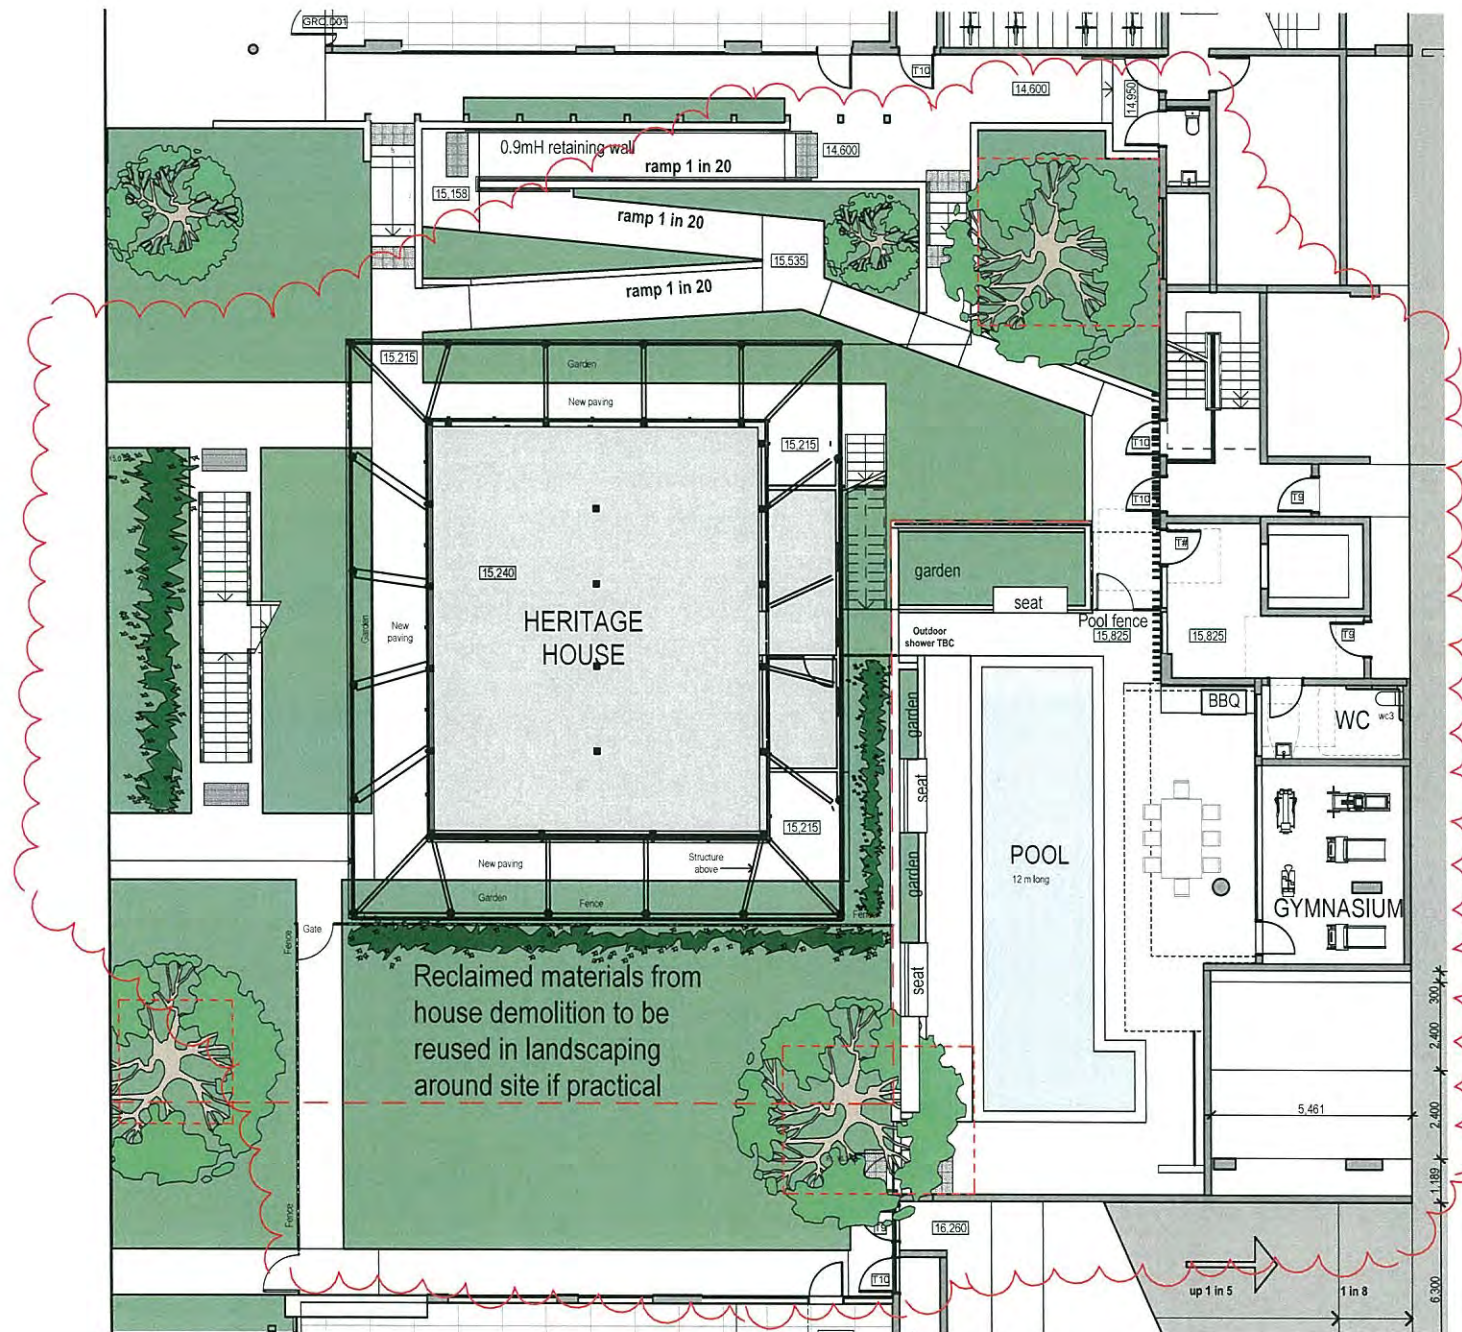 GRC.D01
T10
14,600
14,950
0.9mH retaining wall
ramp 1 in 20
14,600
15,158
ramp 1 in 20
15,535
ramp 1 in 20
15,215
Garden
New paving
15,215
T10
T10
T9
15,240
T#
garden
HERITAGE
HOUSE
seat
Garden
New
paving
Outdoor
shower TBC
Pool fence
15,825
15,825
T9
garden
BBQ
WC
wc3
seat
15,215
POOL
12 m long
New paving
Structure
above
garden
Garden
Fence
GYMNASIUM
Gate
Fence
Reclaimed materials from
house demolition to be
reused in landscaping
around site if practical
seat
300
2,400
5,461
2,400
1,189
Fence
16,260
T10
up 1 in 5
1 in 8
6,300